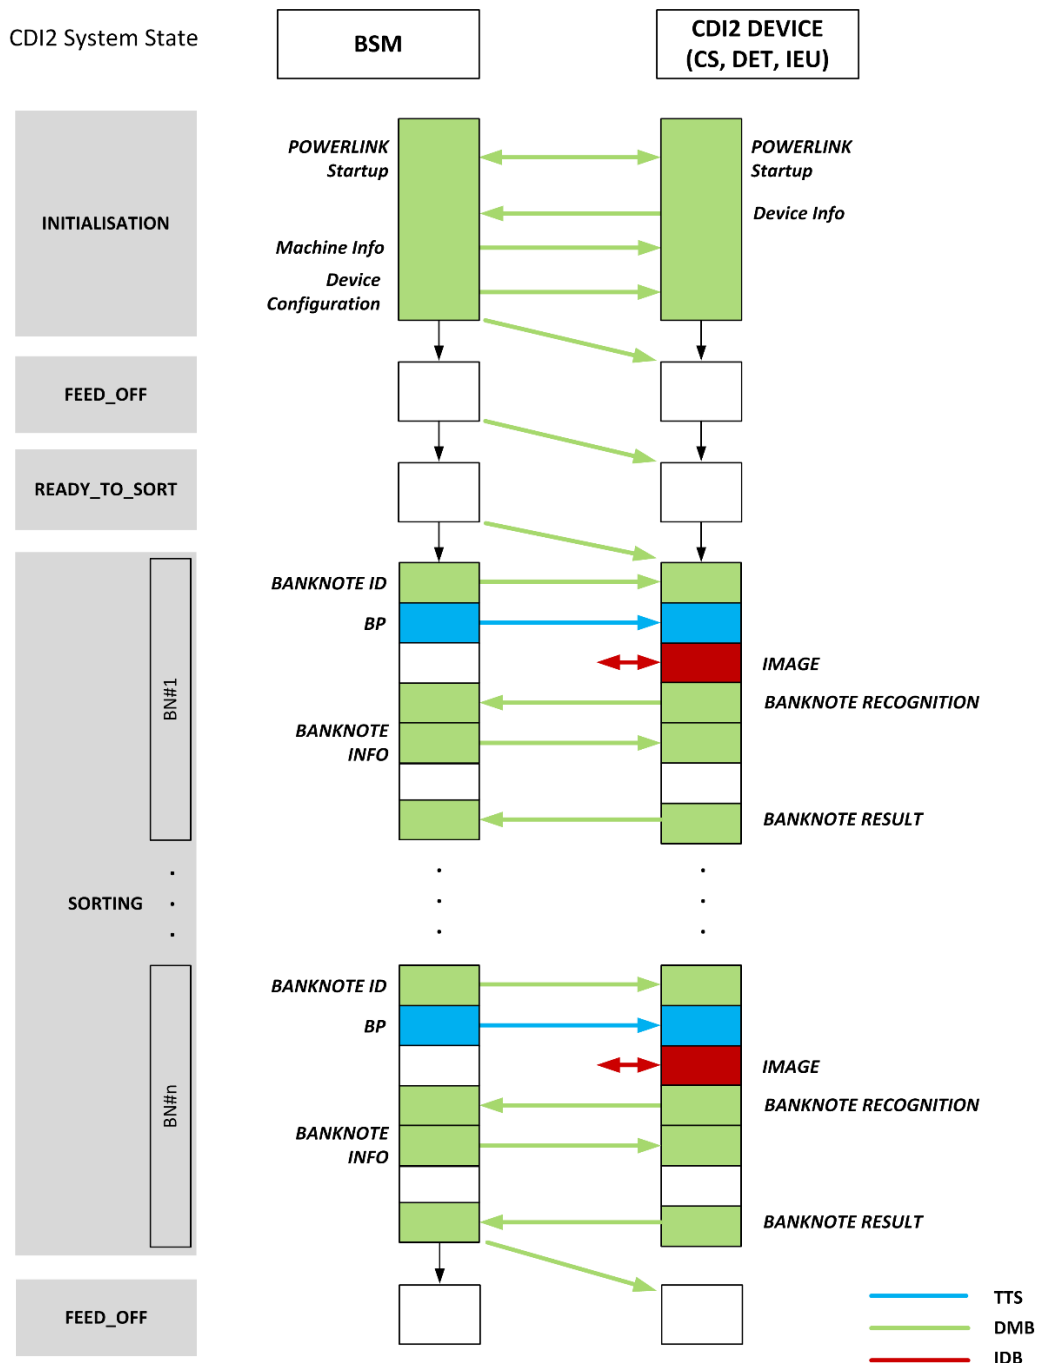 CDI2 System State
BSM
CDI2 DEVICE
(CS, DET, IEU)
INITIALISATION
POWERLINK
Startup
POWERLINK
Startup
Device Info
Machine Info
Device
Configuration
FEED_OFF
READY_TO_SORT
SORTING
BN#1
BANKNOTE ID
BP
IMAGE
BANKNOTE RECOGNITION
BANKNOTE
INFO
BANKNOTE RESULT
BN#n
BANKNOTE ID
BP
IMAGE
BANKNOTE RECOGNITION
BANKNOTE
INFO
BANKNOTE RESULT
FEED_OFF
TTS
DMB
IDB